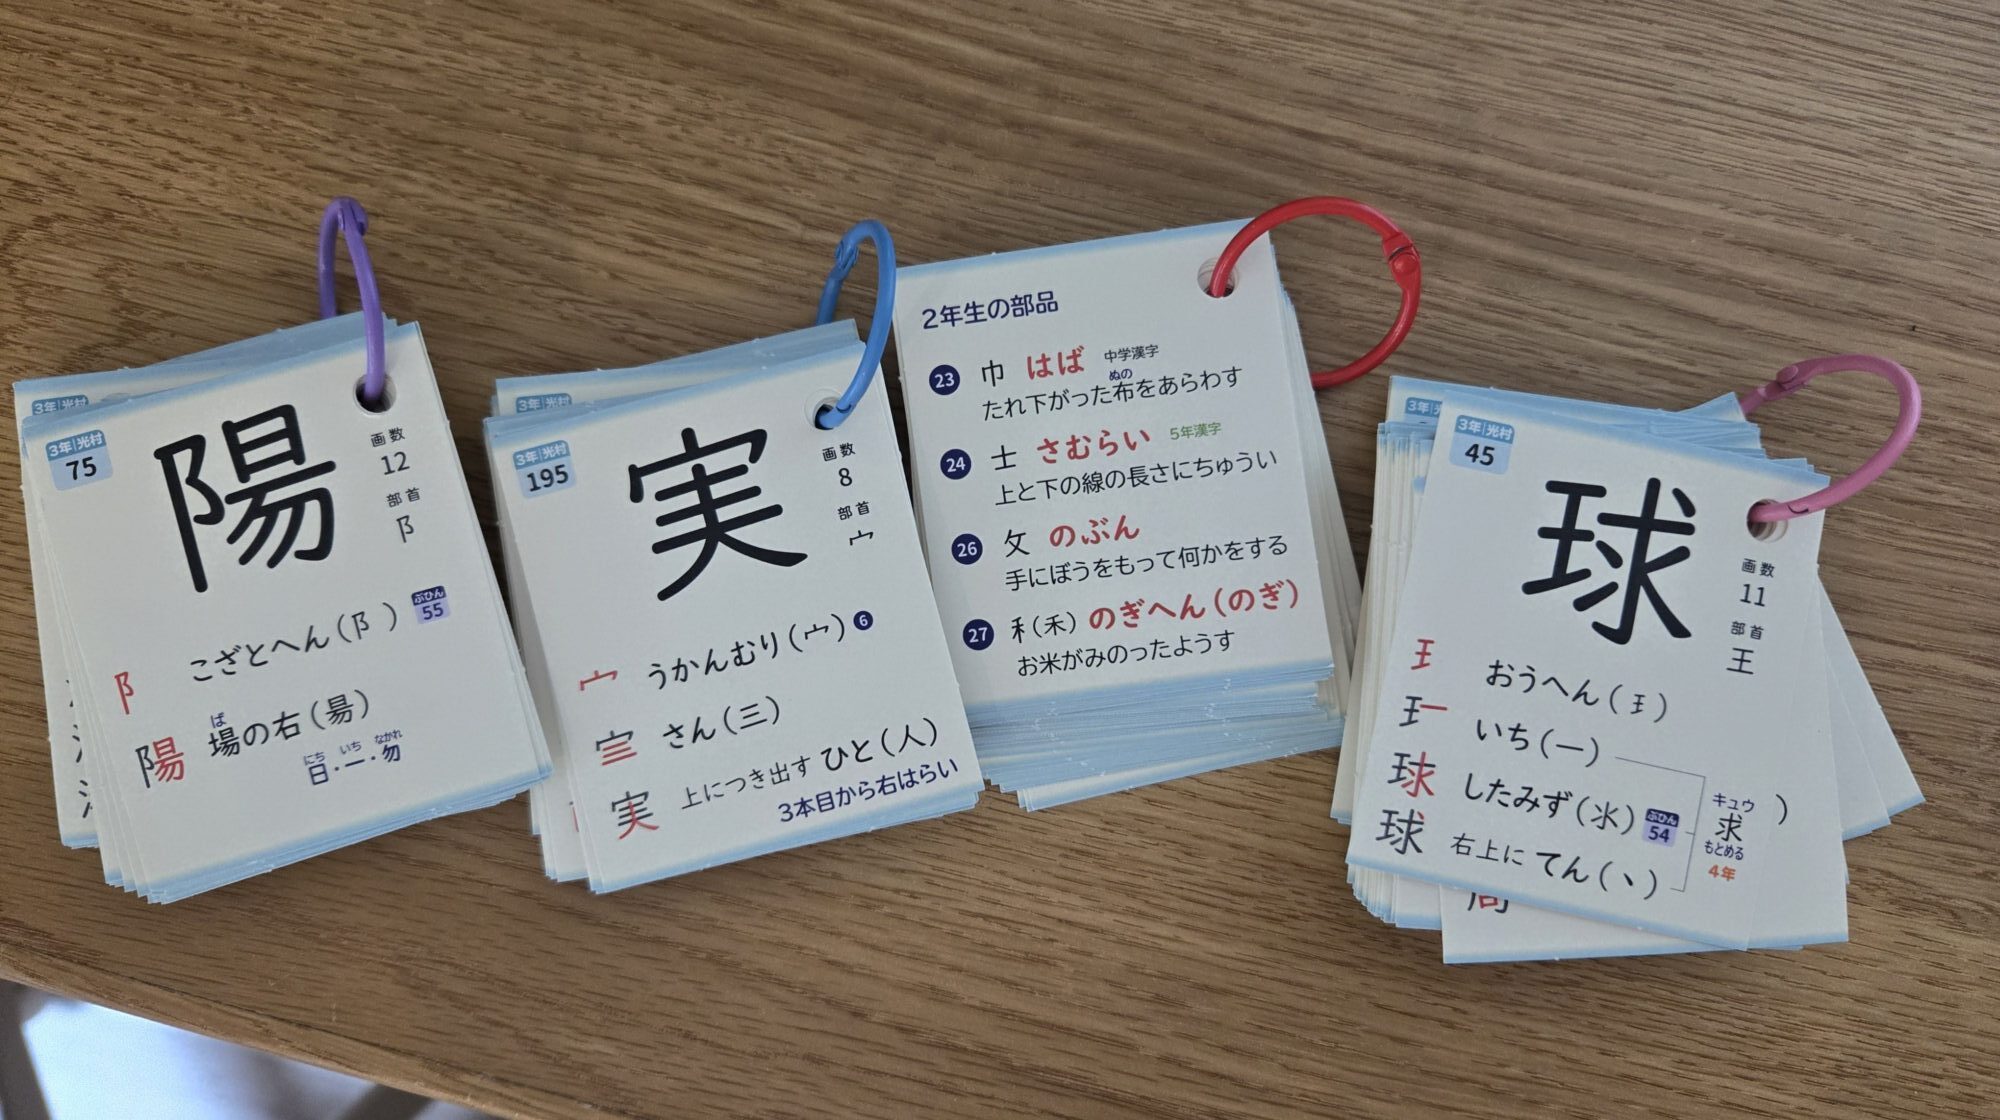 3年|光村
3年|光村
75
陽
画数
12
部首
阝
阝 こざとへん(阝) ぶひん 55
ば
陽 場の右(昜)
にち いち なかれ
日・一・勿
3年|光村
3年|光村
195
実
画数
8
部首
宀
宀 うかんむり(宀) 6
さん(三)
実 上につき出す ひと(人)
3本目から右はらい
2年生の部品
23 巾 はば 中学漢字
ぬの
たれ下がった布をあらわす
24 士 さむらい 5年漢字
上と下の線の長さにちゅうい
26 攵 のぶん
手にぼうをもって何かをする
27 禾(禾) のぎへん(のぎ)
お米がみのったようす
3年
3年|光村
45
球
画数
11
部首
王
王 おうへん(王)
いち(一)
したみず(氺) ぶひん 54
球 右上に てん(丶)
キュウ
求
もとめる
4年
)